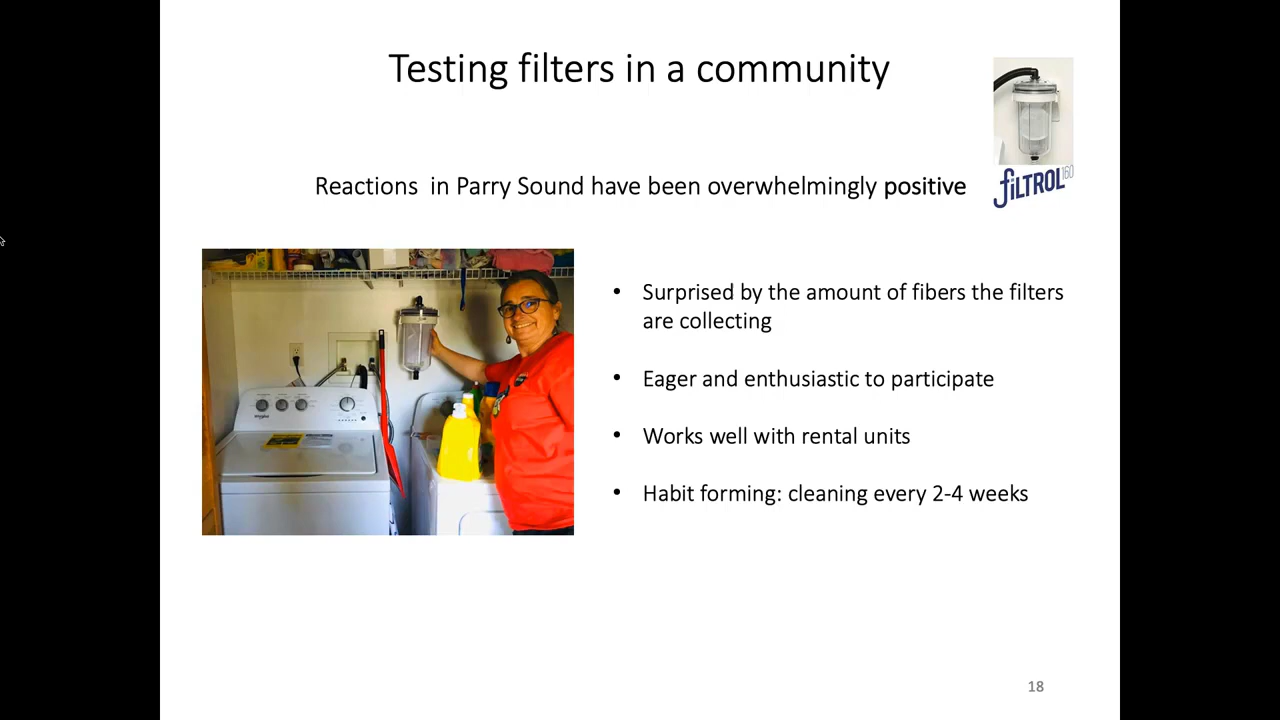 Testing filters in a community
Reactions in Parry Sound have been overwhelmingly positive
fiLTROL 160
• Surprised by the amount of fibers the filters
are collecting
• Eager and enthusiastic to participate
• Works well with rental units
• Habit forming: cleaning every 2-4 weeks
18